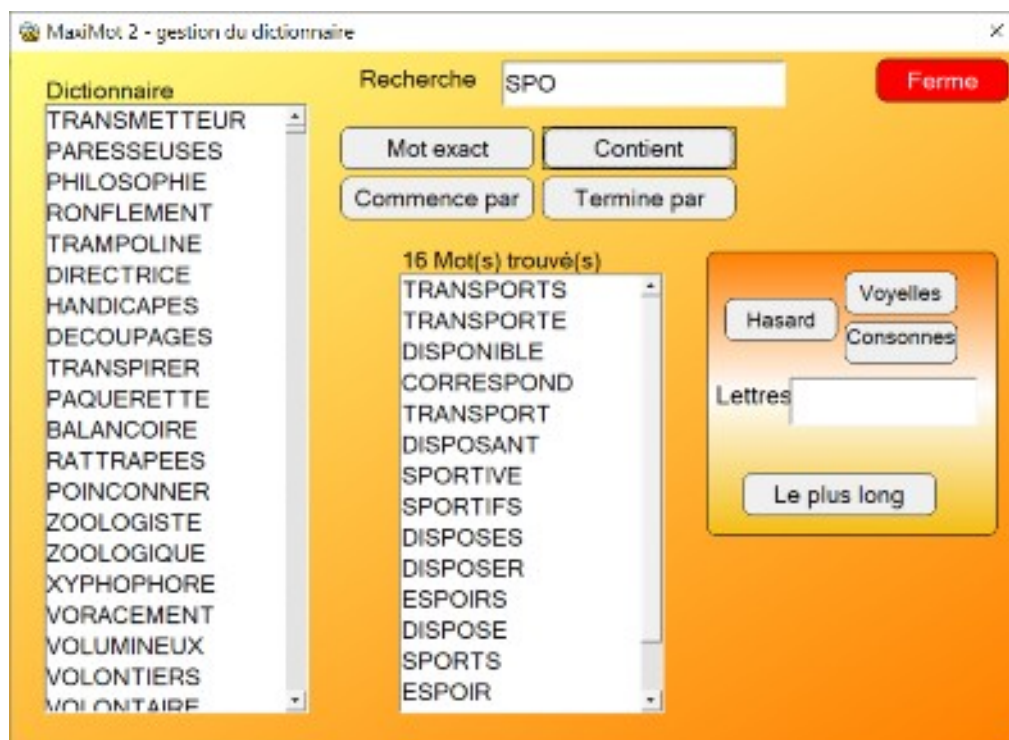 MaxiMot 2 - gestion du dictionnaire
Dictionnaire
TRANSMETTEUR
PARESSEUSES
PHILOSOPHIE
RONFLEMENT
TRAMPOLINE
DIRECTRICE
HANDICAPES
DECOUPAGES
TRANSPIRER
PAQUERETTE
BALANCOIRE
RATTRAPEES
POINCONNER
ZOOLOGISTE
ZOOLOGIQUE
XYPHOPHORE
VORACEMENT
VOLUMINEUX
VOLONTIERS
VOLONTAIRE
Recherche SPO
Ferme
Mot exact Contient
Commence par Termine par
16 Mot(s) trouvé(s)
TRANSPORTS
TRANSPORTE
DISPONIBLE
CORRESPOND
TRANSPORT
DISPOSANT
SPORTIVE
SPORTIFS
DISPOSES
DISPOSER
ESPOIRS
DISPOSE
SPORTS
ESPOIR
Hasard
Voyelles
Consonnes
Lettres
Le plus long